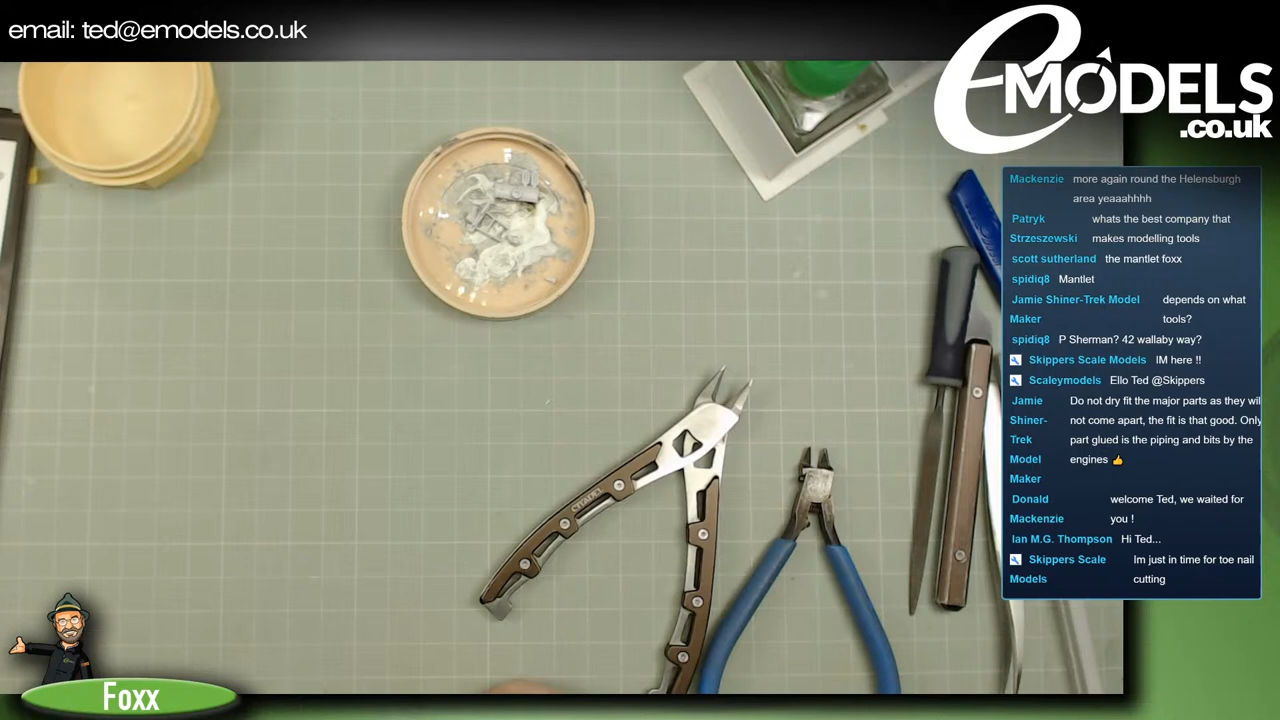 email: ted@emodels.co.uk
eMODELS
.co.uk
Mackenzie more again round the Helensburgh
area yeaaahhhh
Patryk whats the best company that
Strzeszewski makes modelling tools
scott sutherland the mantlet foxx
spidiq8 Mantlet
Jamie Shiner-Trek Model depends on what
Maker tools?
spidiq8 P Sherman? 42 wallaby way?
Skippers Scale Models IM here !!
Scaleymodels Ello Ted @Skippers
Jamie Do not dry fit the major parts as they wil
Shiner- not come apart, the fit is that good. Only
Trek part glued is the piping and bits by the
Model engines 👍
Maker
Donald welcome Ted, we waited for
Mackenzie you !
Ian M.G. Thompson Hi Ted...
Skippers Scale Im just in time for toe nail
Models cutting
CITADEL
Foxx